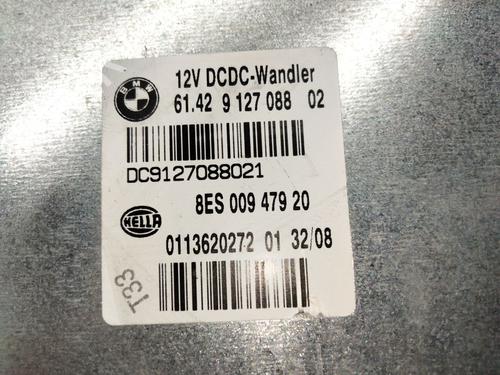 BMW
12V DCDC-Wandler
61.42 9 127 088 02
DC9127088021
8ES 009 479 20
HELLA
0113620272 01 32/08
T33